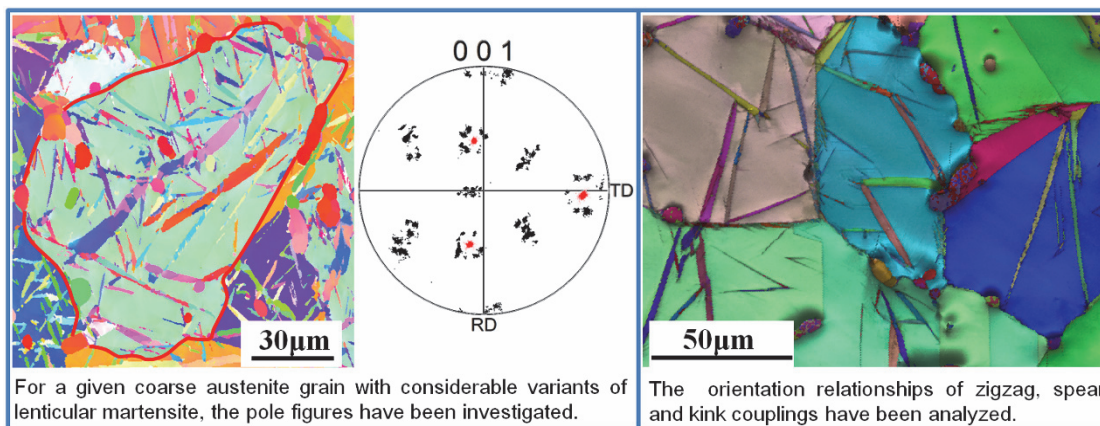 0 0 1
TD
RD
30μm
50μm
For a given coarse austenite grain with considerable variants of
lenticular martensite, the pole figures have been investigated.
The orientation relationships of zigzag, spear
and kink couplings have been analyzed.